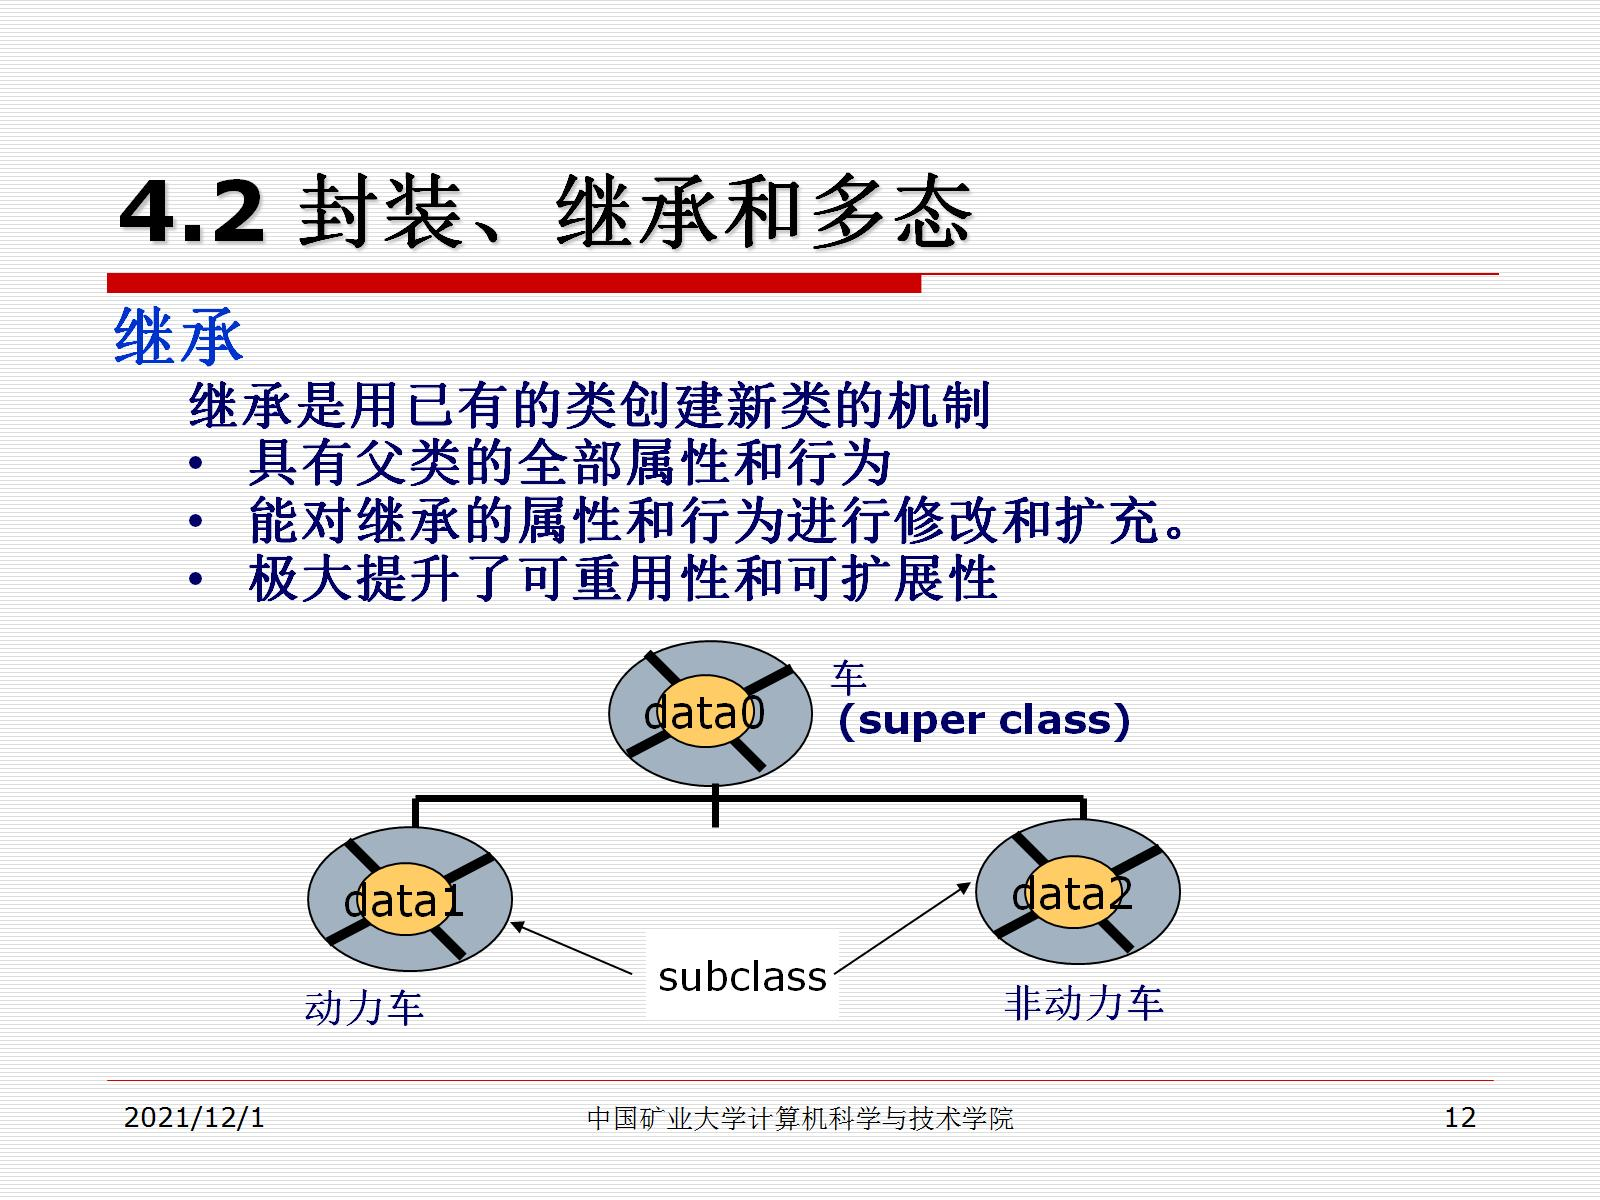 4.2 封装、继承和多态
继承
继承是用已有的类创建新类的机制
• 具有父类的全部属性和行为
• 能对继承的属性和行为进行修改和扩充。
• 极大提升了可重用性和可扩展性
data0
车
(super class)
data1
data2
subclass
动力车
非动力车
2021/12/1
中国矿业大学计算机科学与技术学院
12